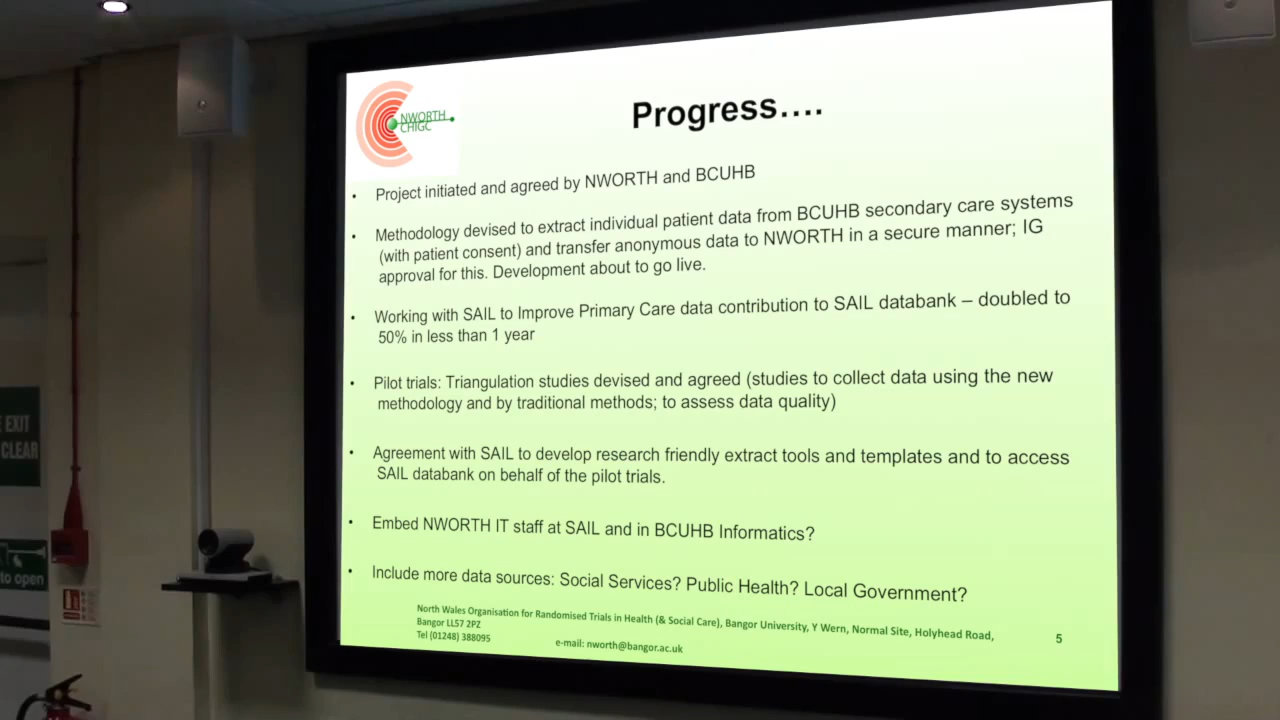 NWORTH
CHIGC
Progress….
• Project initiated and agreed by NWORTH and BCUHB
• Methodology devised to extract individual patient data from BCUHB secondary care systems
(with patient consent) and transfer anonymous data to NWORTH in a secure manner; IG
approval for this. Development about to go live.
• Working with SAIL to Improve Primary Care data contribution to SAIL databank – doubled to
50% in less than 1 year
• Pilot trials: Triangulation studies devised and agreed (studies to collect data using the new
methodology and by traditional methods; to assess data quality)
• Agreement with SAIL to develop research friendly extract tools and templates and to access
SAIL databank on behalf of the pilot trials.
• Embed NWORTH IT staff at SAIL and in BCUHB Informatics?
• Include more data sources: Social Services? Public Health? Local Government?
North Wales Organisation for Randomised Trials in Health (& Social Care), Bangor University, Y Wern, Normal Site, Holyhead Road,
Bangor LL57 2PZ
Tel (01248) 388095 e-mail: nworth@bangor.ac.uk
5
EXIT
CLEAR
to open